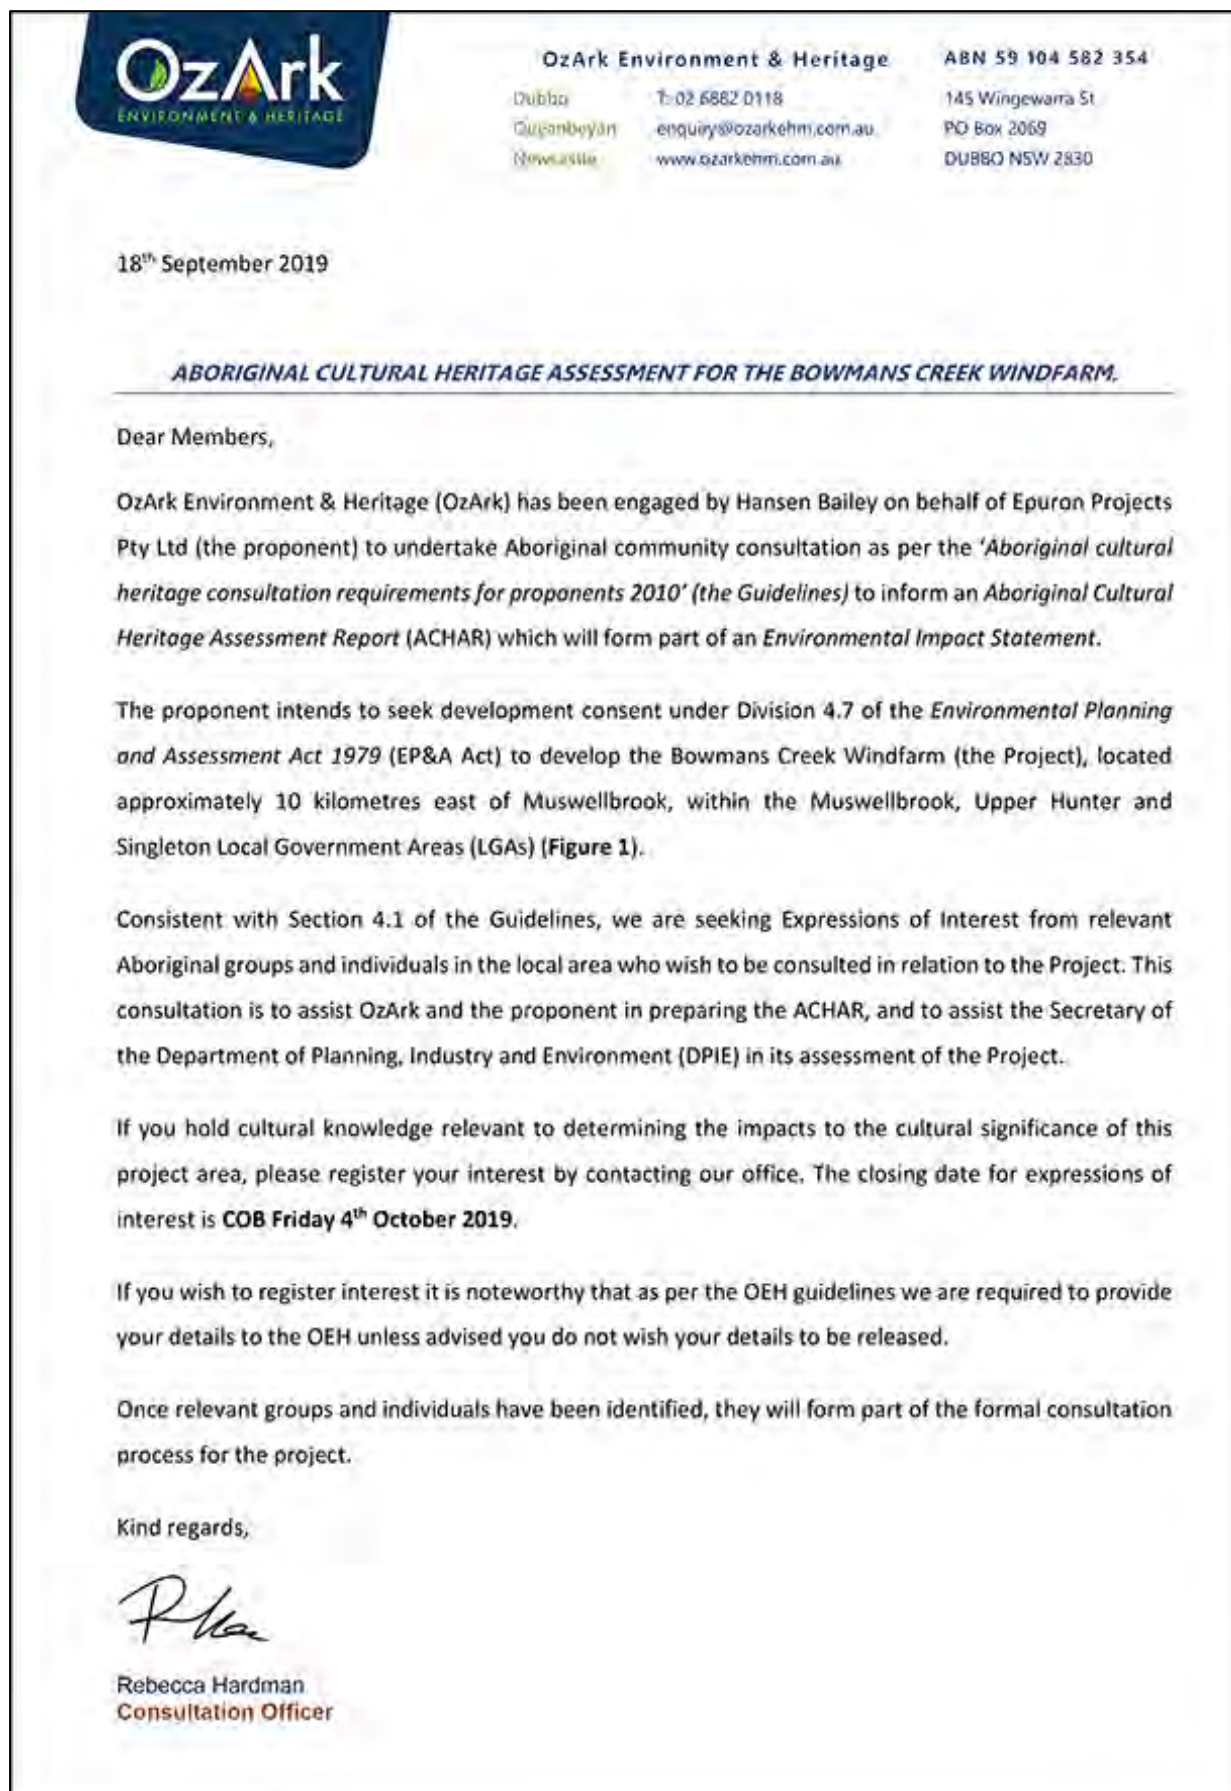 OzArk
ENVIRONMENT & HERITAGE
OzArk Environment & Heritage
Dubbo T: 02 6882 0118
Queanbeyan enquiry@ozarkehm.com.au
Newcastle www.ozarkehm.com.au
ABN 59 104 582 354
145 Wingewarra St
PO Box 2069
DUBBO NSW 2830
18th September 2019
ABORIGINAL CULTURAL HERITAGE ASSESSMENT FOR THE BOWMANS CREEK WINDFARM.
Dear Members,
OzArk Environment & Heritage (OzArk) has been engaged by Hansen Bailey on behalf of Epuron Projects
Pty Ltd (the proponent) to undertake Aboriginal community consultation as per the ‘Aboriginal cultural
heritage consultation requirements for proponents 2010’ (the Guidelines) to inform an Aboriginal Cultural
Heritage Assessment Report (ACHAR) which will form part of an Environmental Impact Statement.
The proponent intends to seek development consent under Division 4.7 of the Environmental Planning
and Assessment Act 1979 (EP&A Act) to develop the Bowmans Creek Windfarm (the Project), located
approximately 10 kilometres east of Muswellbrook, within the Muswellbrook, Upper Hunter and
Singleton Local Government Areas (LGAs) (Figure 1).
Consistent with Section 4.1 of the Guidelines, we are seeking Expressions of Interest from relevant
Aboriginal groups and individuals in the local area who wish to be consulted in relation to the Project. This
consultation is to assist OzArk and the proponent in preparing the ACHAR, and to assist the Secretary of
the Department of Planning, Industry and Environment (DPIE) in its assessment of the Project.
If you hold cultural knowledge relevant to determining the impacts to the cultural significance of this
project area, please register your interest by contacting our office. The closing date for expressions of
interest is COB Friday 4th October 2019.
If you wish to register interest it is noteworthy that as per the OEH guidelines we are required to provide
your details to the OEH unless advised you do not wish your details to be released.
Once relevant groups and individuals have been identified, they will form part of the formal consultation
process for the project.
Kind regards,
Rebecca Hardman
Consultation Officer